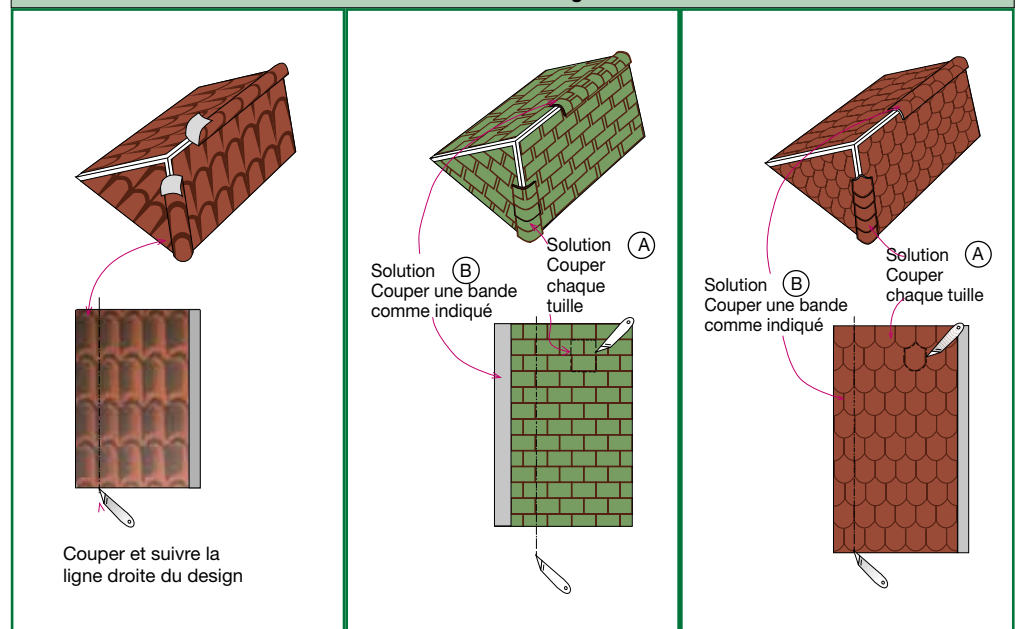 Couper et suivre la
ligne droite du design
Solution A
Couper
chaque
tuille
Solution B
Couper une bande
comme indiqué
Solution A
Couper
chaque tuille
Solution B
Couper une bande
comme indiqué